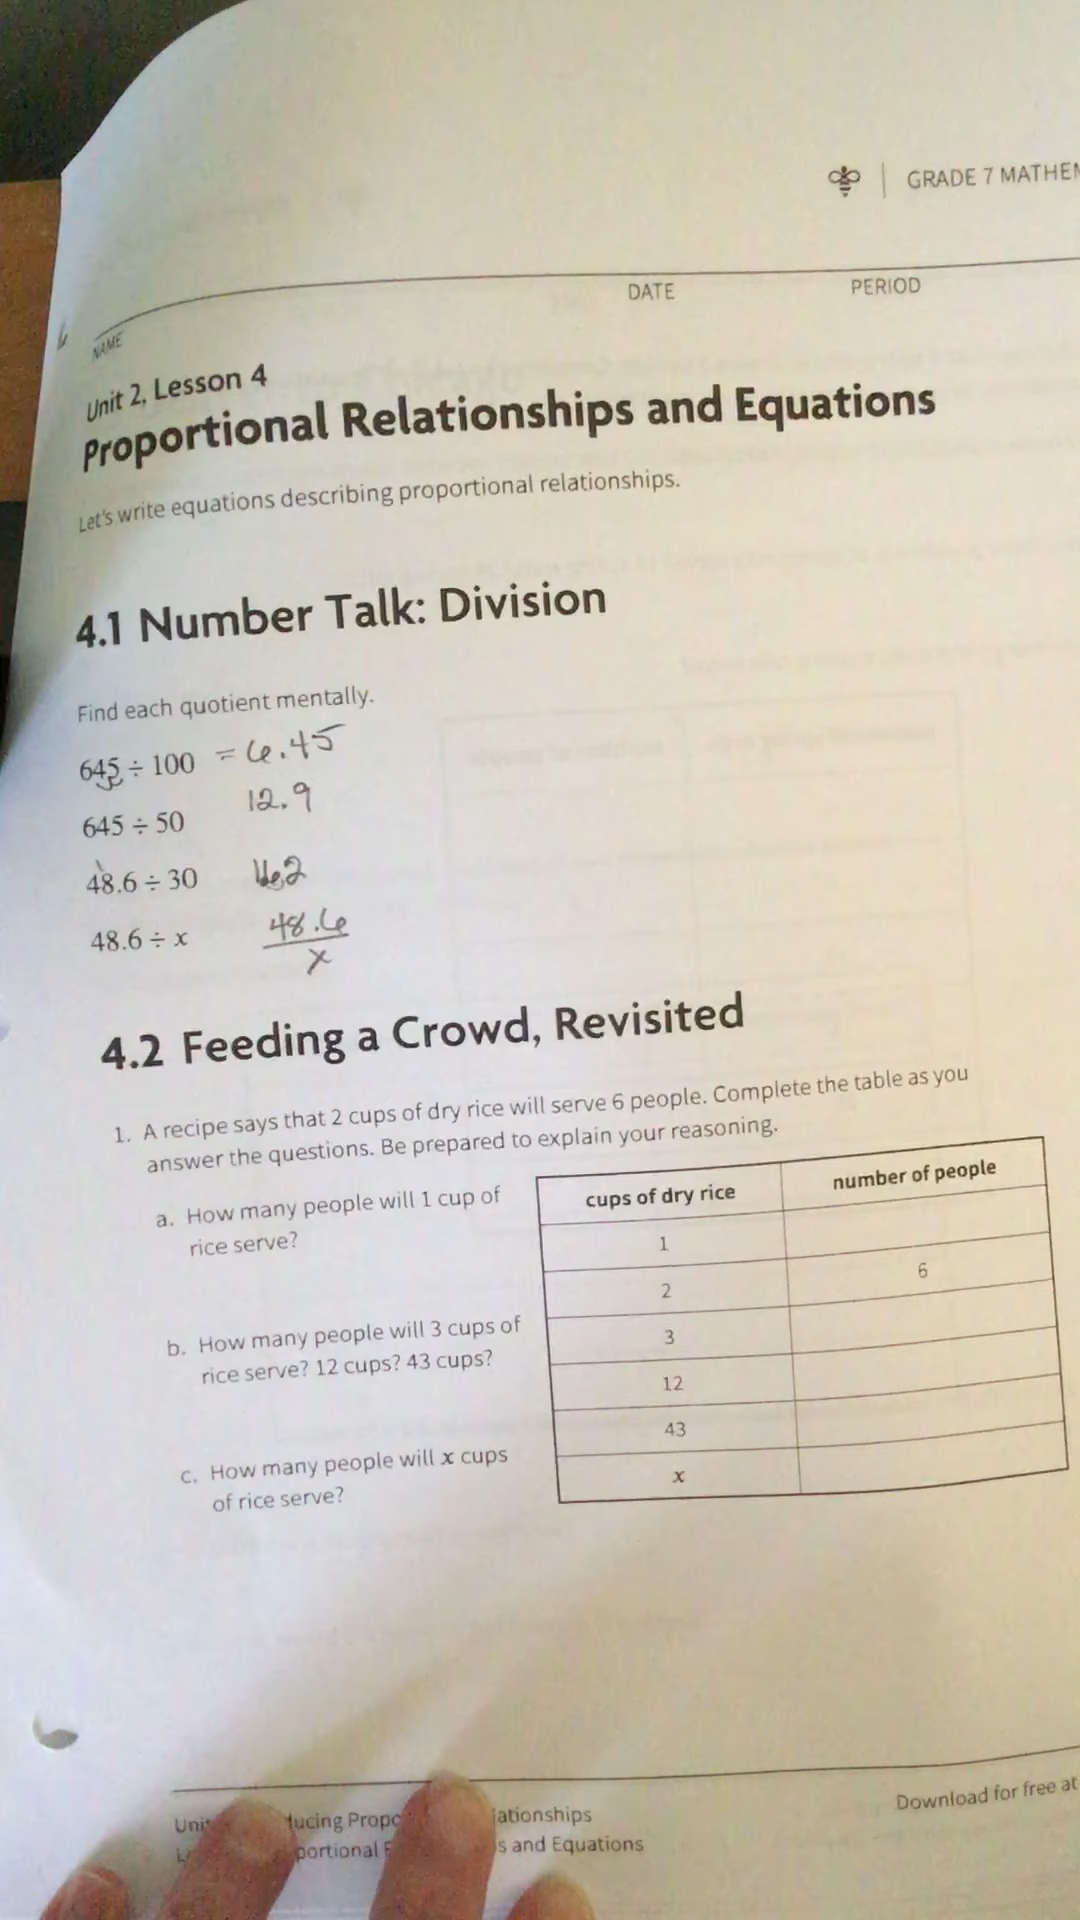 GRADE 7 MATHEM
NAME DATE PERIOD
Unit 2, Lesson 4
Proportional Relationships and Equations
Let's write equations describing proportional relationships.
4.1 Number Talk: Division
Find each quotient mentally.
645 ÷ 100 = 6.45
645 ÷ 50 12.9
48.6 ÷ 30
48.6 ÷ x 48.6
x
4.2 Feeding a Crowd, Revisited
1. A recipe says that 2 cups of dry rice will serve 6 people. Complete the table as you
answer the questions. Be prepared to explain your reasoning.
a. How many people will 1 cup of
rice serve?
b. How many people will 3 cups of
rice serve? 12 cups? 43 cups?
c. How many people will x cups
of rice serve?
cups of dry rice number of people
1
2 6
3
12
43
x
ationships
s and Equations
Download for free at